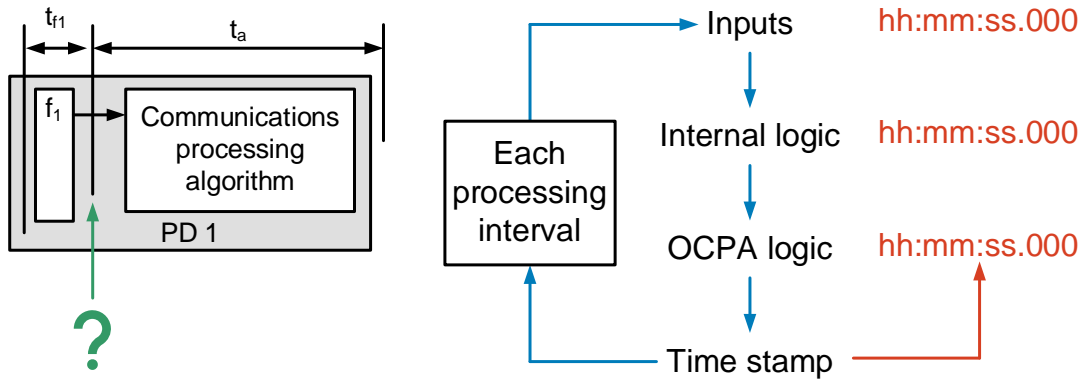 tf1
ta
f1
Communications
processing
algorithm
PD 1
?
Inputs
hh:mm:ss.000
Each
processing
interval
Internal logic
hh:mm:ss.000
OCPA logic
hh:mm:ss.000
Time stamp